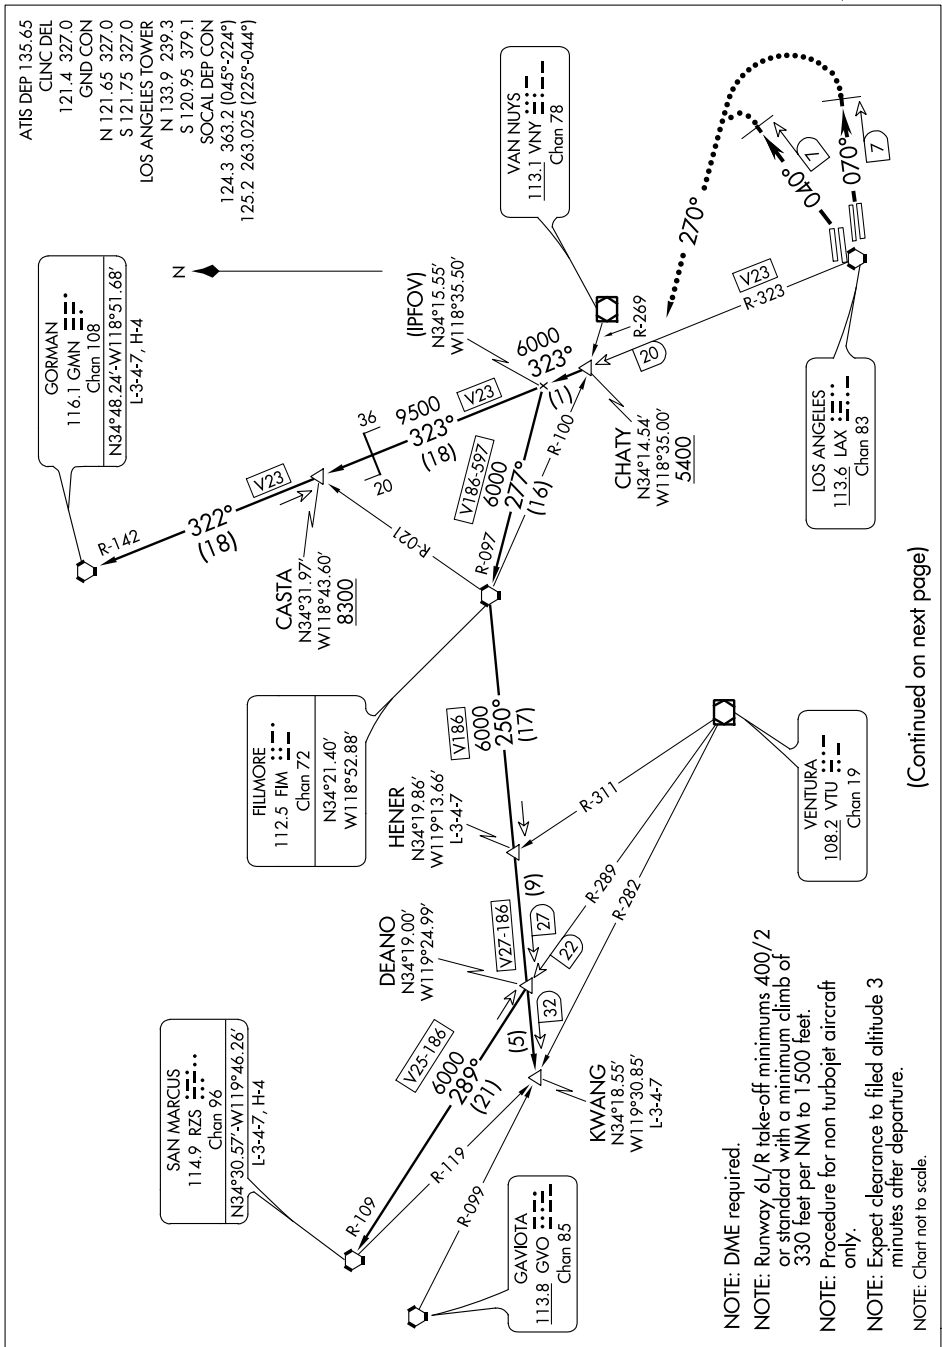 ATIS DEP 135.65
CLNC DEL
121.4 327.0
GND CON
N 121.65 327.0
S 121.75 327.0
LOS ANGELES TOWER
N 133.9 239.3
S 120.95 379.1
SOCAL DEP CON
124.3 363.2 (045°-224°)
125.2 263.025 (225°-044°)
GORMAN
116.1 GMN
Chan 108
N34°48.24'-W118°51.68'
L-3-4-7, H-4
N
VAN NUYS
113.1 VNY
Chan 78
R-142
322°
(18)
V23
CASTA
N34°31.97'
W118°43.60'
8300
36
20
9500
323°
(18)
V23
(IPFOV)
N34°15.55'
W118°35.50'
6000
323°
(1)
R-269
CHATY
N34°14.54'
W118°35.00'
5400
20
V23
R-323
270°
040°
7
070°
7
LOS ANGELES
113.6 LAX
Chan 83
R-021
R-097
R-100
V186-597
6000
277°
(16)
FILLMORE
112.5 FIM
Chan 72
N34°21.40'
W118°52.88'
V186
6000
250°
(17)
HENER
N34°19.86'
W119°13.66'
L-3-4-7
(9)
V27-186
27
DEANO
N34°19.00'
W119°24.99'
22
32
(5)
R-311
R-289
R-282
VENTURA
108.2 VTU
Chan 19
KWANG
N34°18.55'
W119°30.85'
L-3-4-7
V25-186
6000
289°
(21)
SAN MARCUS
114.9 RZS
Chan 96
N34°30.57'-W119°46.26'
L-3-4-7, H-4
R-109
R-119
R-099
GAVIOTA
113.8 GVO
Chan 85
NOTE: DME required.
NOTE: Runway 6L/R take-off minimums 400/2
or standard with a minimum climb of
330 feet per NM to 1500 feet.
NOTE: Procedure for non turbojet aircraft
only.
NOTE: Expect clearance to filed altitude 3
minutes after departure.
NOTE: Chart not to scale.
(Continued on next page)